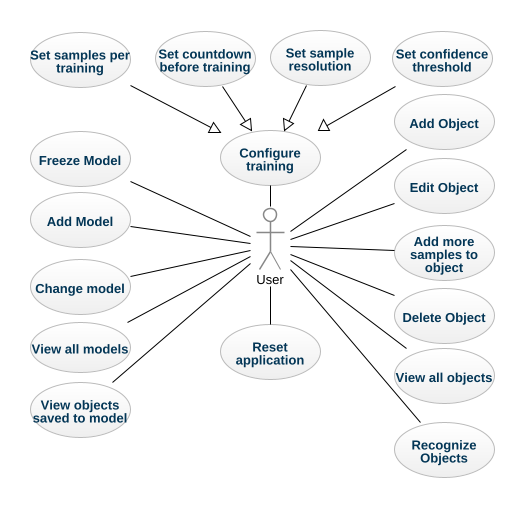 Set samples per
training
Set countdown
before training
Set sample
resolution
Set confidence
threshold
Add Object
Configure
training
Freeze Model
Edit Object
Add Model
Add more
samples to
object
User
Change model
Delete Object
View all models
Reset
application
View all objects
View objects
saved to model
Recognize
Objects